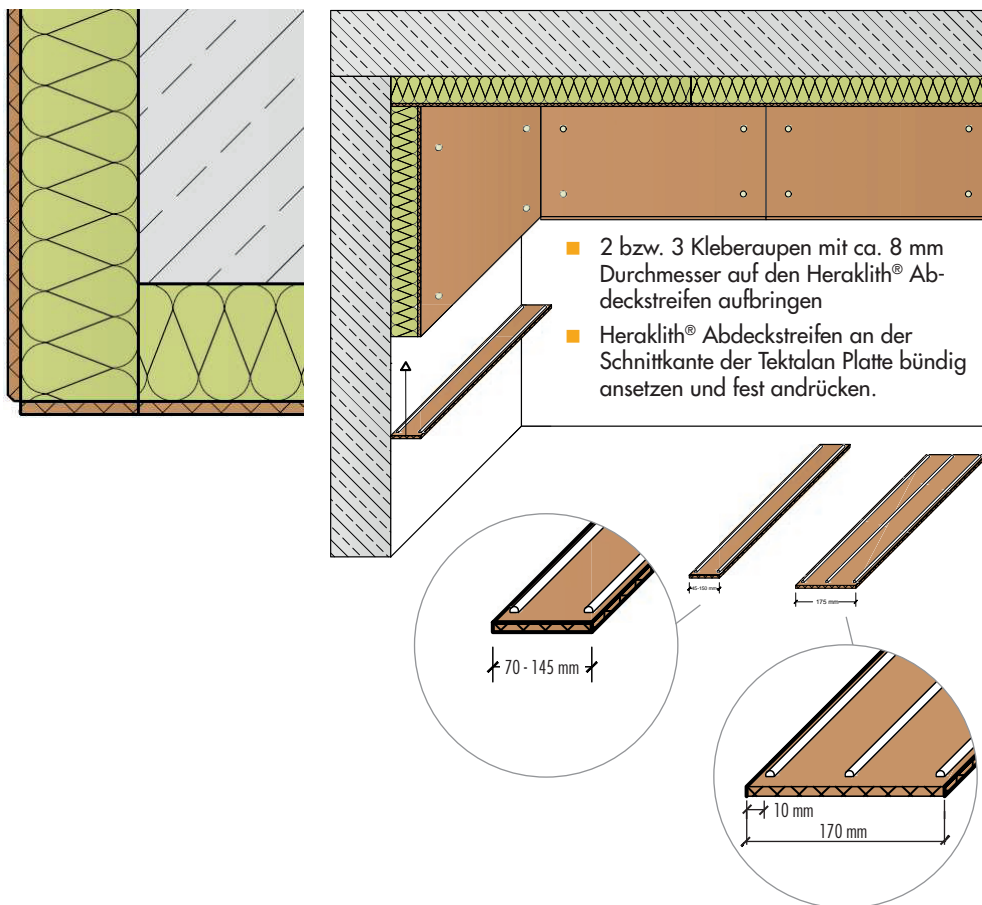 ■ 2 bzw. 3 Kleberaupen mit ca. 8 mm
Durchmesser auf den Heraklith® Ab-
deckstreifen aufbringen
■ Heraklith® Abdeckstreifen an der
Schnittkante der Tektalan Platte bündig
ansetzen und fest andrücken.
175 mm
70 - 145 mm
10 mm
170 mm